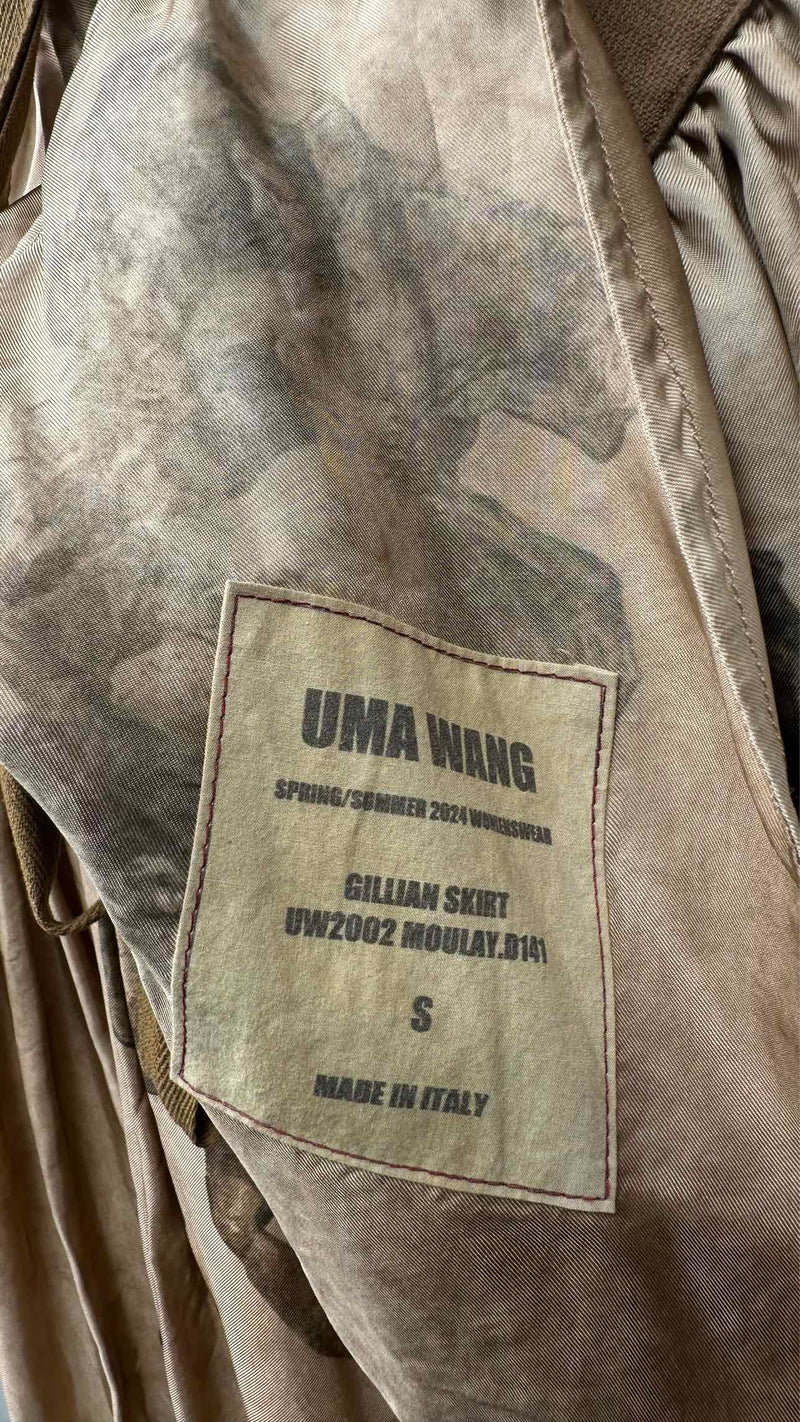 UMA WANG
SPRING/SUMMER 2024 WOMENSWEAR
GILLIAN SKIRT
UW2002 MOULAY.D141
S
MADE IN ITALY